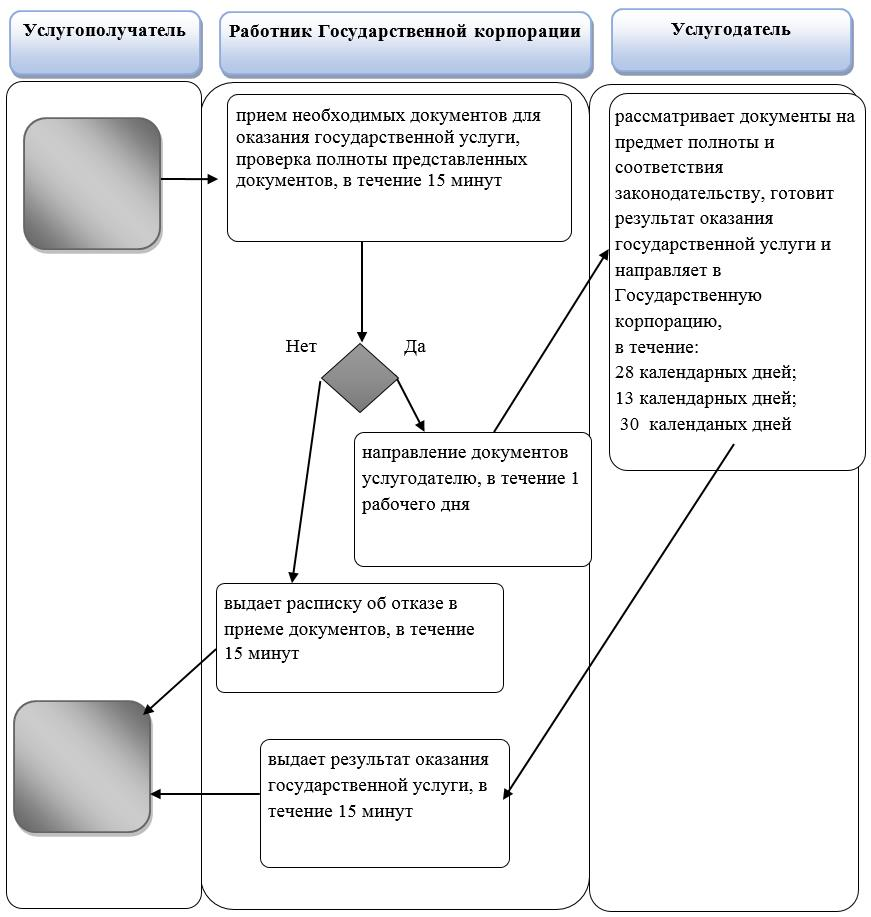 Услугополучатель
Работник Государственной корпорации
Услугодатель
прием необходимых документов для
оказания государственной услуги,
проверка полноты представленных
документов, в течение 15 минут
рассматривает документы на
предмет полноты и
соответствия
законодательству, готовит
результат оказания
государственной услуги и
направляет в
Государственную
корпорацию,
в течение:
28 календарных дней;
13 календарных дней;
30 календаных дней
Нет
Да
направление документов
услугодателю, в течение 1
рабочего дня
выдает расписку об отказе в
приеме документов, в течение
15 минут
выдает результат оказания
государственной услуги, в
течение 15 минут